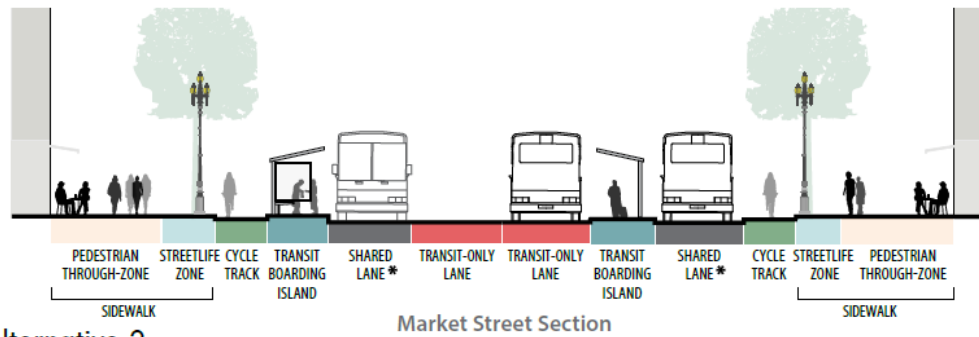 PEDESTRIAN
THROUGH-ZONE
STREETLIFE
ZONE
CYCLE
TRACK
TRANSIT
BOARDING
ISLAND
SHARED
LANE *
TRANSIT-ONLY
LANE
TRANSIT-ONLY
LANE
TRANSIT
BOARDING
ISLAND
SHARED
LANE *
CYCLE
TRACK
STREETLIFE
ZONE
PEDESTRIAN
THROUGH-ZONE
SIDEWALK
SIDEWALK
Market Street Section